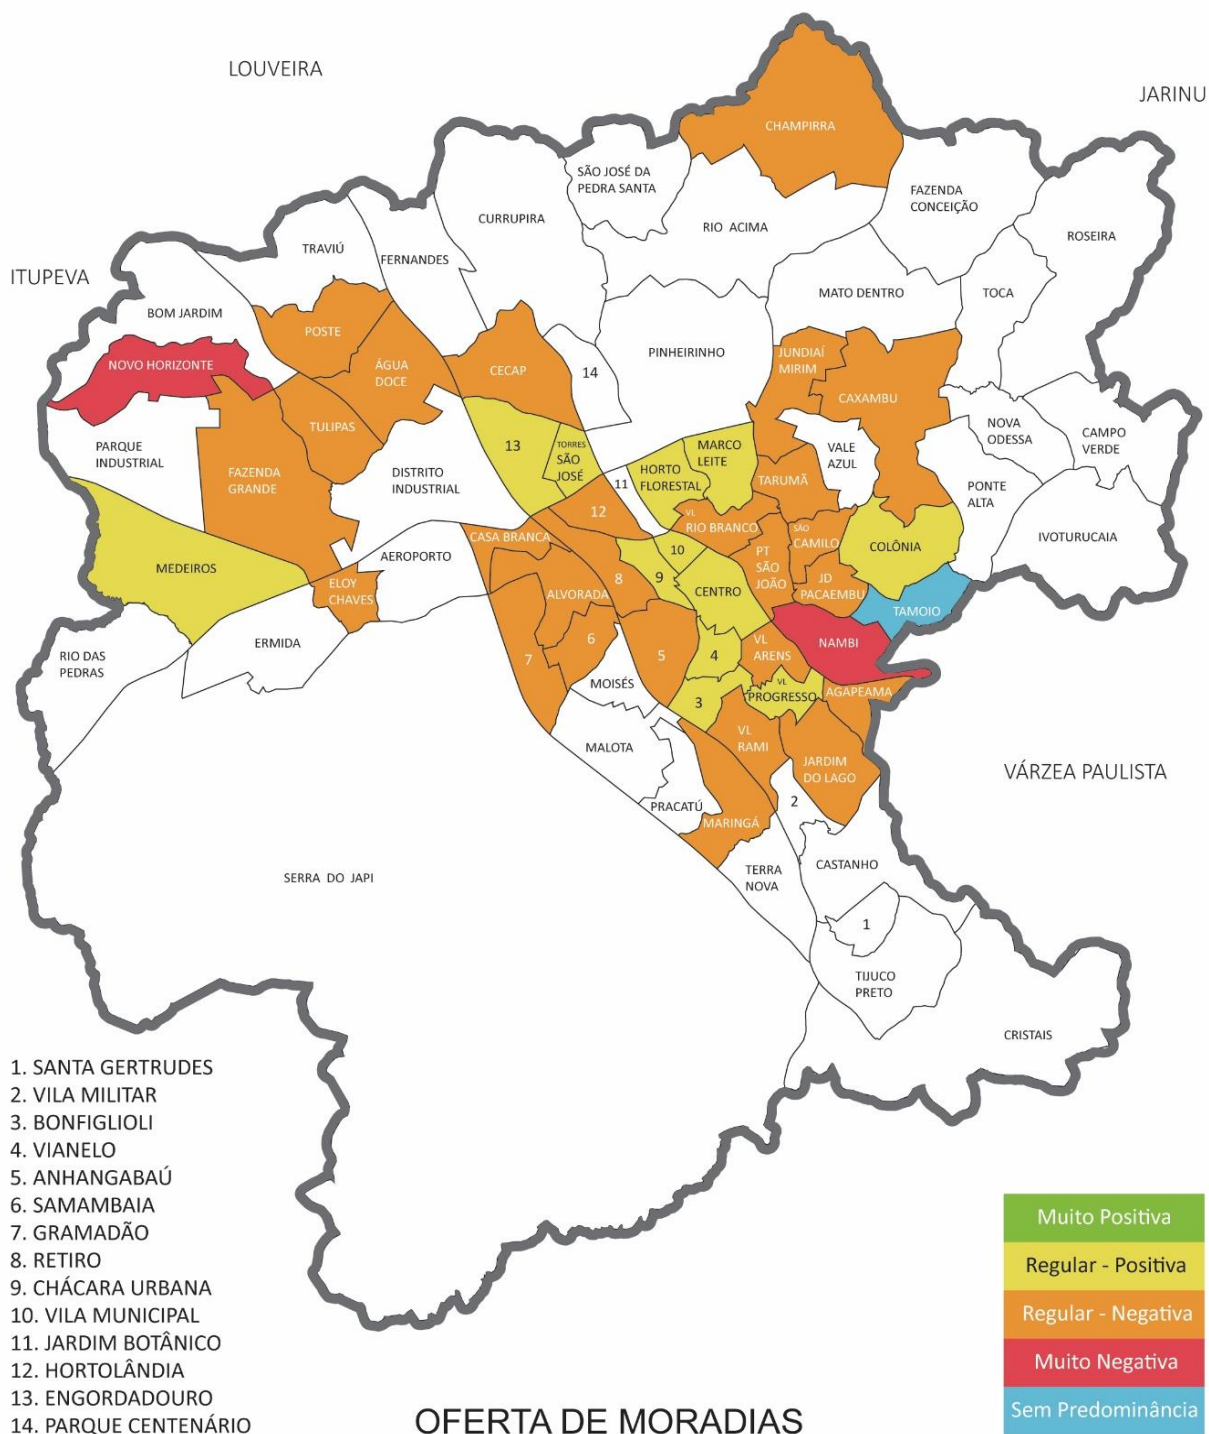 LOUVEIRA
JARINU
CHAMPIRRA
SÃO JOSÉ DA
PEDRA SANTA
FAZENDA
CONCEIÇÃO
CURRUPIRA
RIO ACIMA
ROSEIRA
TRAVIÚ
FERNANDES
ITUPEVA
MATO DENTRO
TOCA
BOM JARDIM
POSTE
PINHEIRINHO
JUNDIAÍ
MIRIM
NOVO HORIZONTE
ÁGUA
DOCE
CECAP
14
CAXAMBU
TULIPAS
NOVA
ODESSA
CAMPO
VERDE
PARQUE
INDUSTRIAL
13
TORRES
SÃO
JOSÉ
MARCO
LEITE
VALE
AZUL
FAZENDA
GRANDE
DISTRITO
INDUSTRIAL
11
HORTO
FLORESTAL
TARUMÃ
PONTE
ALTA
12
VL
RIO BRANCO
SÃO
CAMILO
IVOTURUCAIA
CASA BRANCA
COLÔNIA
AEROPORTO
10
PT
SÃO
JOÃO
MEDEIROS
ELOY
CHAVES
8
9
CENTRO
JD
PACAEMBU
ALVORADA
TAMOIO
ERMIDA
6
NAMBI
RIO DAS
PEDRAS
7
5
4
VL
ARENS
MOISÉS
VL
PROGRESSO
AGAPEAMA
3
MALOTA
VL
RAMI
JARDIM
DO LAGO
VÁRZEA PAULISTA
PRACATÚ
2
MARINGÁ
CASTANHO
TERRA
NOVA
SERRA DO JAPI
1
TIJUCO
PRETO
CRISTAIS
1. SANTA GERTRUDES
2. VILA MILITAR
3. BONFIGLIOLI
4. VIANELO
5. ANHANGABAÚ
6. SAMAMBAIA
7. GRAMADÃO
8. RETIRO
9. CHÁCARA URBANA
10. VILA MUNICIPAL
11. JARDIM BOTÂNICO
12. HORTOLÂNDIA
13. ENGORDADOURO
14. PARQUE CENTENÁRIO
Muito Positiva
Regular - Positiva
Regular - Negativa
Muito Negativa
Sem Predominância
OFERTA DE MORADIAS